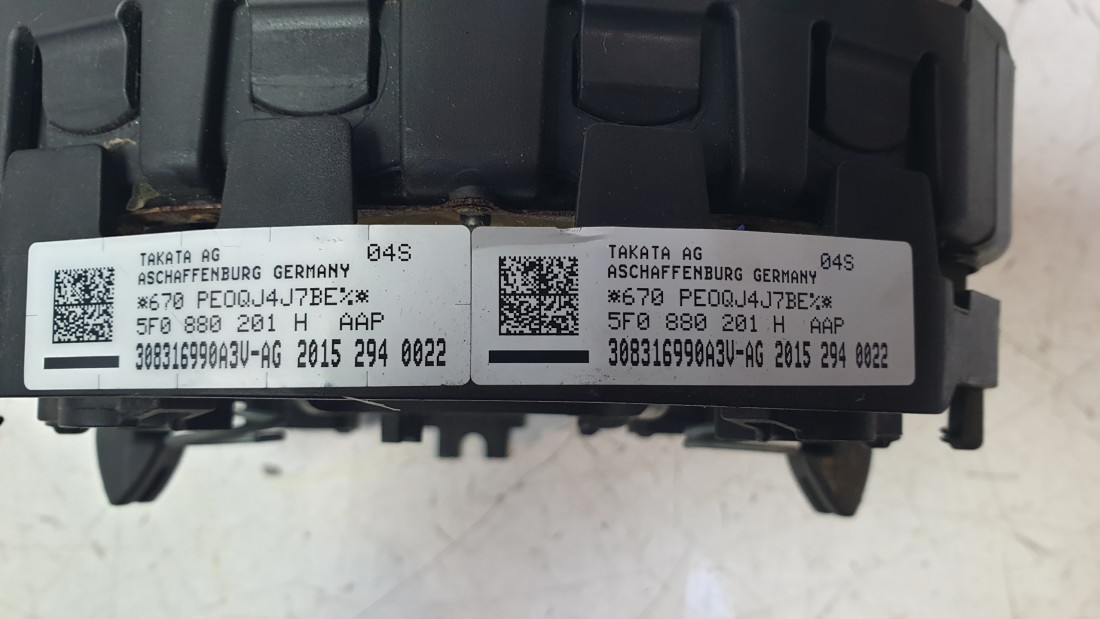 TAKATA AG 04S
ASCHAFFENBURG GERMANY
*670 PEOQJ4J7BE%*
5F0 880 201 H AAP
308316990A3V-AG 2015 294 0022
TAKATA AG 04S
ASCHAFFENBURG GERMANY
*670 PEOQJ4J7BE%*
5F0 880 201 H AAP
308316990A3V-AG 2015 294 0022